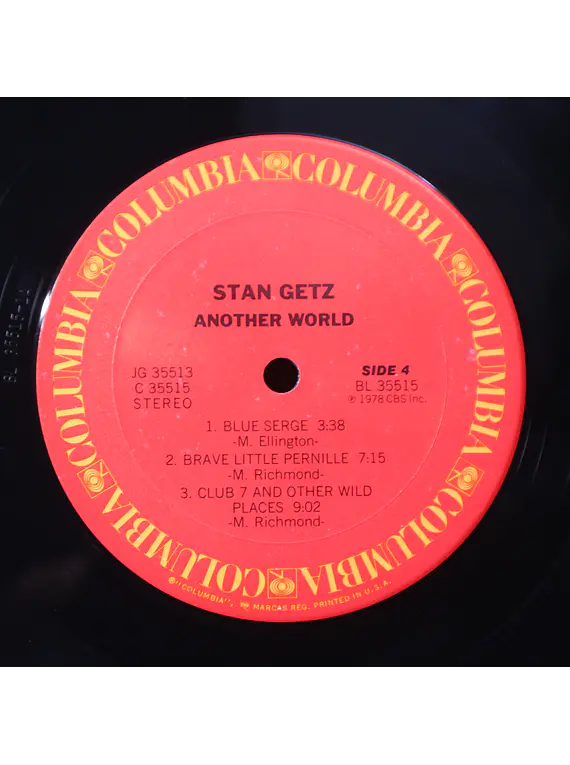 COLUMBIA COLUMBIA COLUMBIA COLUMBIA COLUMBIA COLUMBIA
STAN GETZ
ANOTHER WORLD
JG 35513
C 35515
STEREO
SIDE 4
BL 35515
℗ 1978 CBS Inc.
1. BLUE SERGE 3:38
-M. Ellington-
2. BRAVE LITTLE PERNILLE 7:15
-M. Richmond-
3. CLUB 7 AND OTHER WILD
PLACES 9:02
-M. Richmond-
©"COLUMBIA", MARCAS REG. PRINTED IN U.S.A.